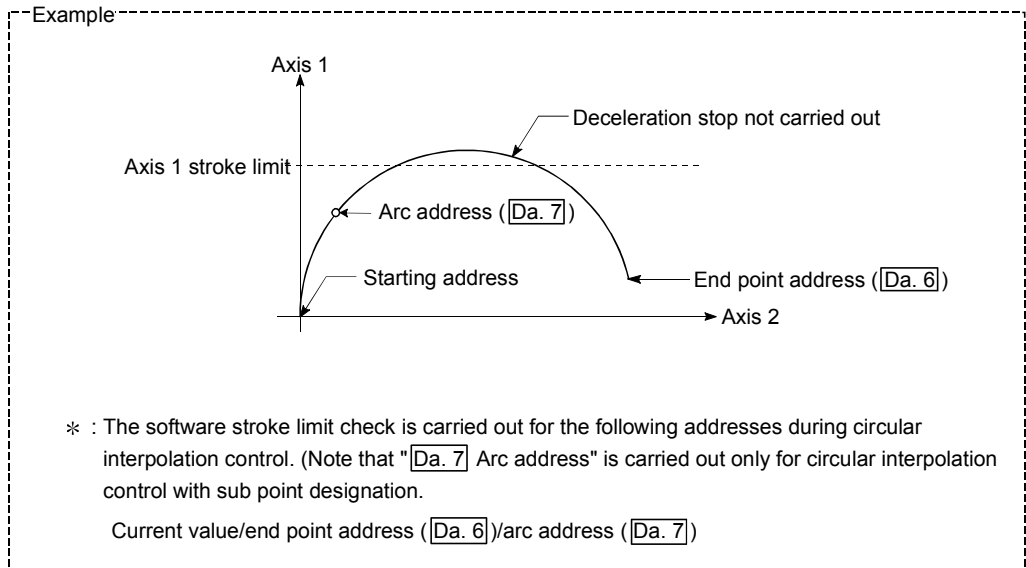 Example
Axis 1
Deceleration stop not carried out
Axis 1 stroke limit
Arc address ( Da. 7 )
Starting address
End point address ( Da. 6 )
Axis 2
* : The software stroke limit check is carried out for the following addresses during circular
interpolation control. (Note that " Da. 7 Arc address" is carried out only for circular interpolation
control with sub point designation.
Current value/end point address ( Da. 6 )/arc address ( Da. 7 )